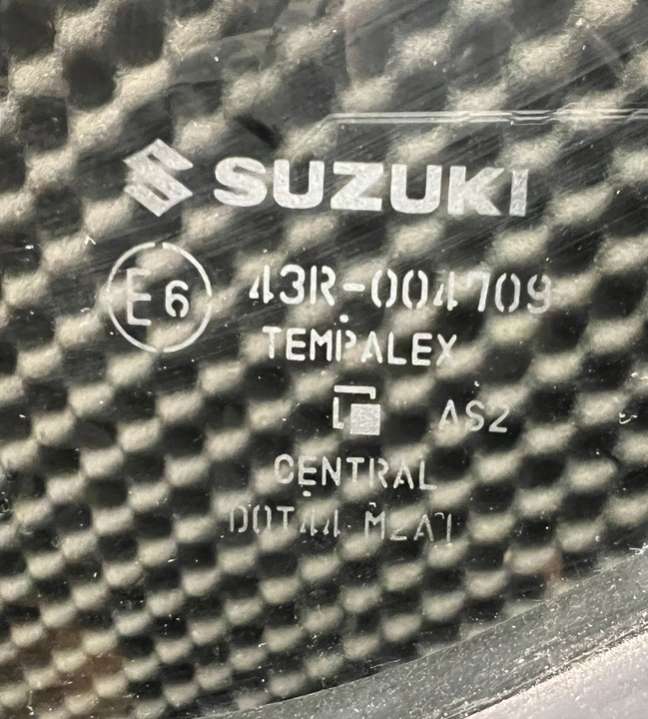 SUZUKI
E6 43R-004709
TEMPALEX
AS2
CENTRAL
DOT44 M2A1